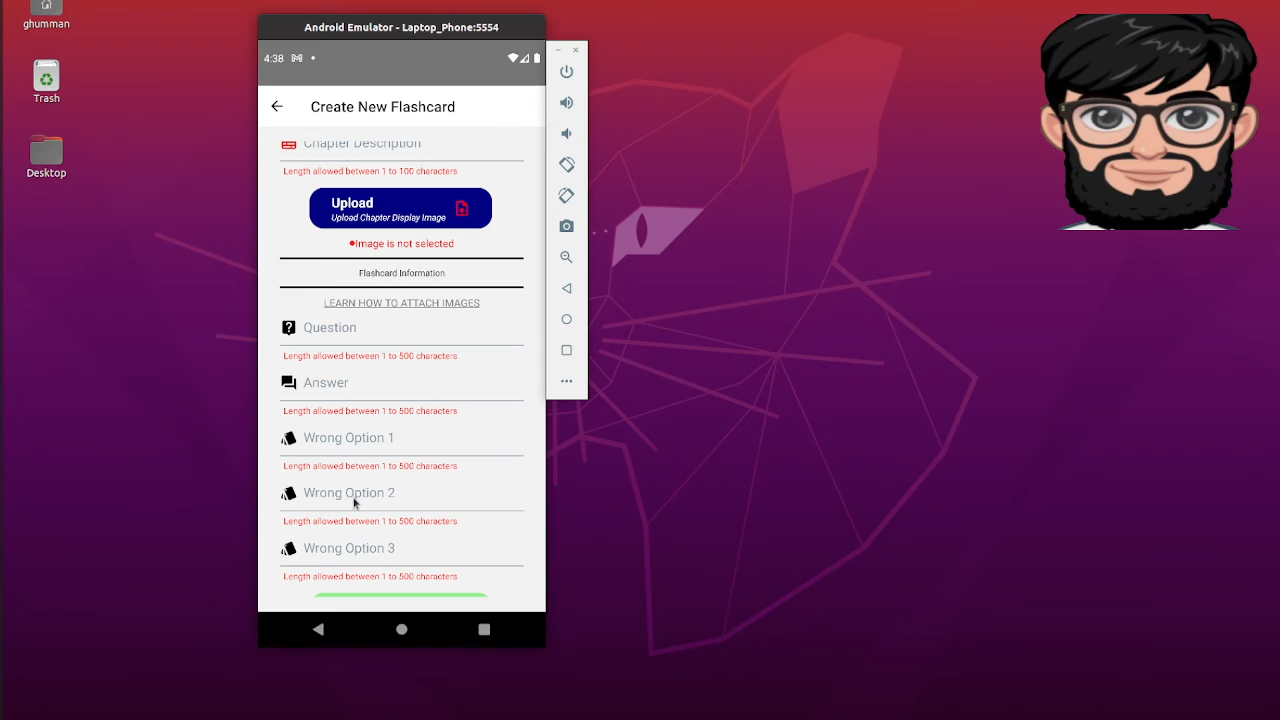 ghumman
Trash
Desktop
Android Emulator - Laptop_Phone:5554
4:38
Create New Flashcard
Chapter Description
Length allowed between 1 to 100 characters
Upload
Upload Chapter Display Image
Image is not selected
Flashcard Information
LEARN HOW TO ATTACH IMAGES
Question
Length allowed between 1 to 500 characters
Answer
Length allowed between 1 to 500 characters
Wrong Option 1
Length allowed between 1 to 500 characters
Wrong Option 2
Length allowed between 1 to 500 characters
Wrong Option 3
Length allowed between 1 to 500 characters